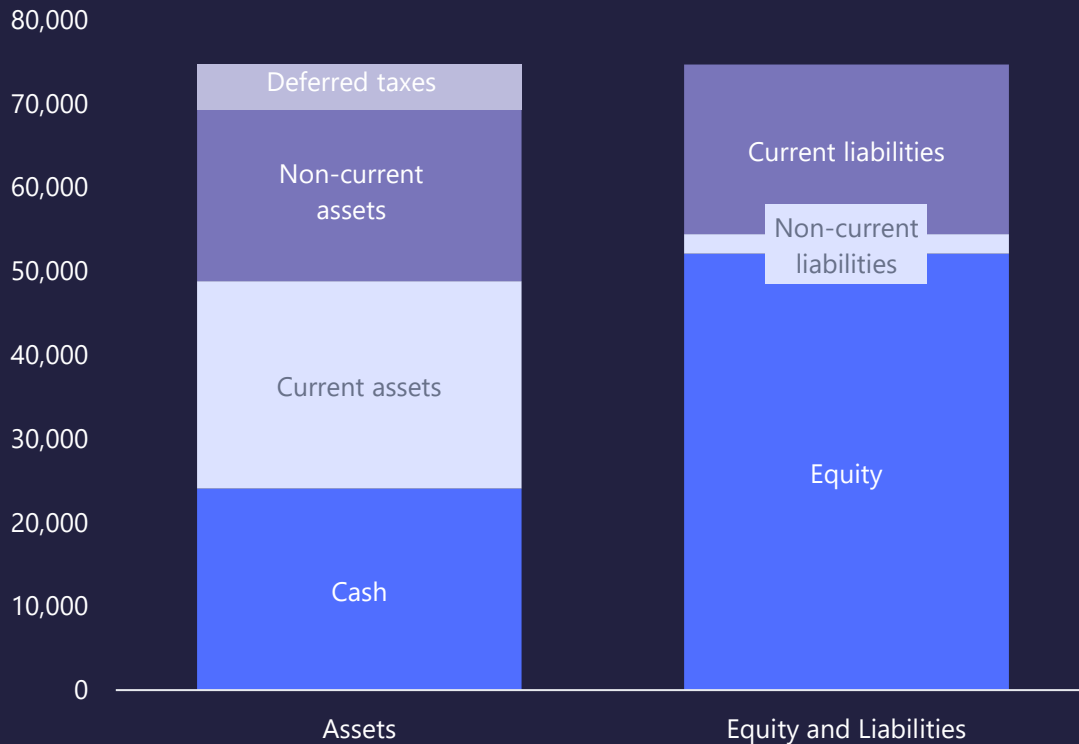 80,000
70,000
60,000
50,000
40,000
30,000
20,000
10,000
0
Deferred taxes
Non-current
assets
Current assets
Cash
Current liabilities
Non-current
liabilities
Equity
Assets
Equity and Liabilities